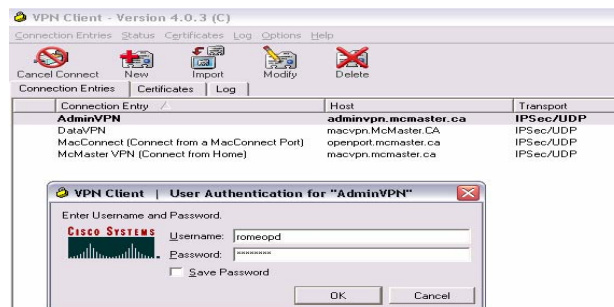 VPN Client - Version 4.0.3 (C)
Connection Entries Status Certificates Log Options Help
Cancel Connect New Import Modify Delete
Connection Entries Certificates Log
Connection Entry Host Transport
AdminVPN adminvpn.mcmaster.ca IPSec/UDP
DataVPN macvpn.McMaster.CA IPSec/UDP
MacConnect (Connect from a MacConnect Port) openport.mcmaster.ca IPSec/UDP
McMaster VPN (Connect from Home) macvpn.mcmaster.ca IPSec/UDP
VPN Client | User Authentication for "AdminVPN"
Enter Username and Password.
CISCO SYSTEMS
Username: romeopd
Password: ********
Save Password
OK Cancel